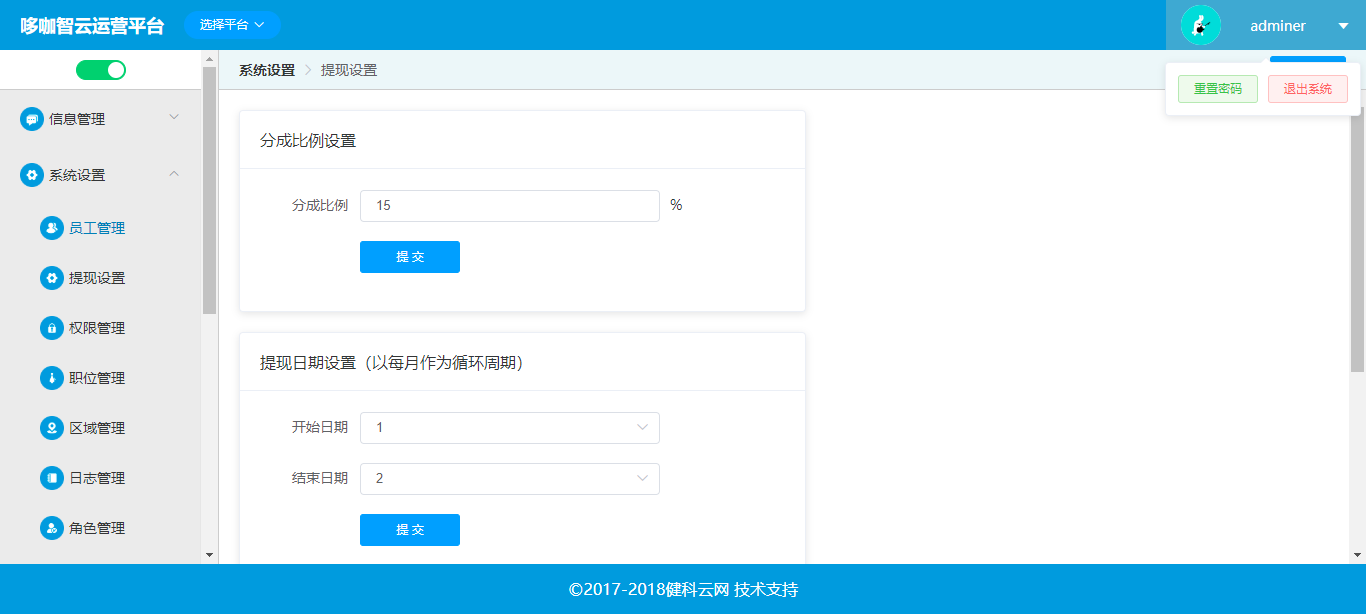 哆咖智云运营平台
选择平台
adminer
重置密码
退出系统
系统设置 > 提现设置
信息管理
系统设置
员工管理
提现设置
权限管理
职位管理
区域管理
日志管理
角色管理
分成比例设置
分成比例 15 %
提 交
提现日期设置（以每月作为循环周期）
开始日期 1
结束日期 2
提 交
©2017-2018健科云网 技术支持